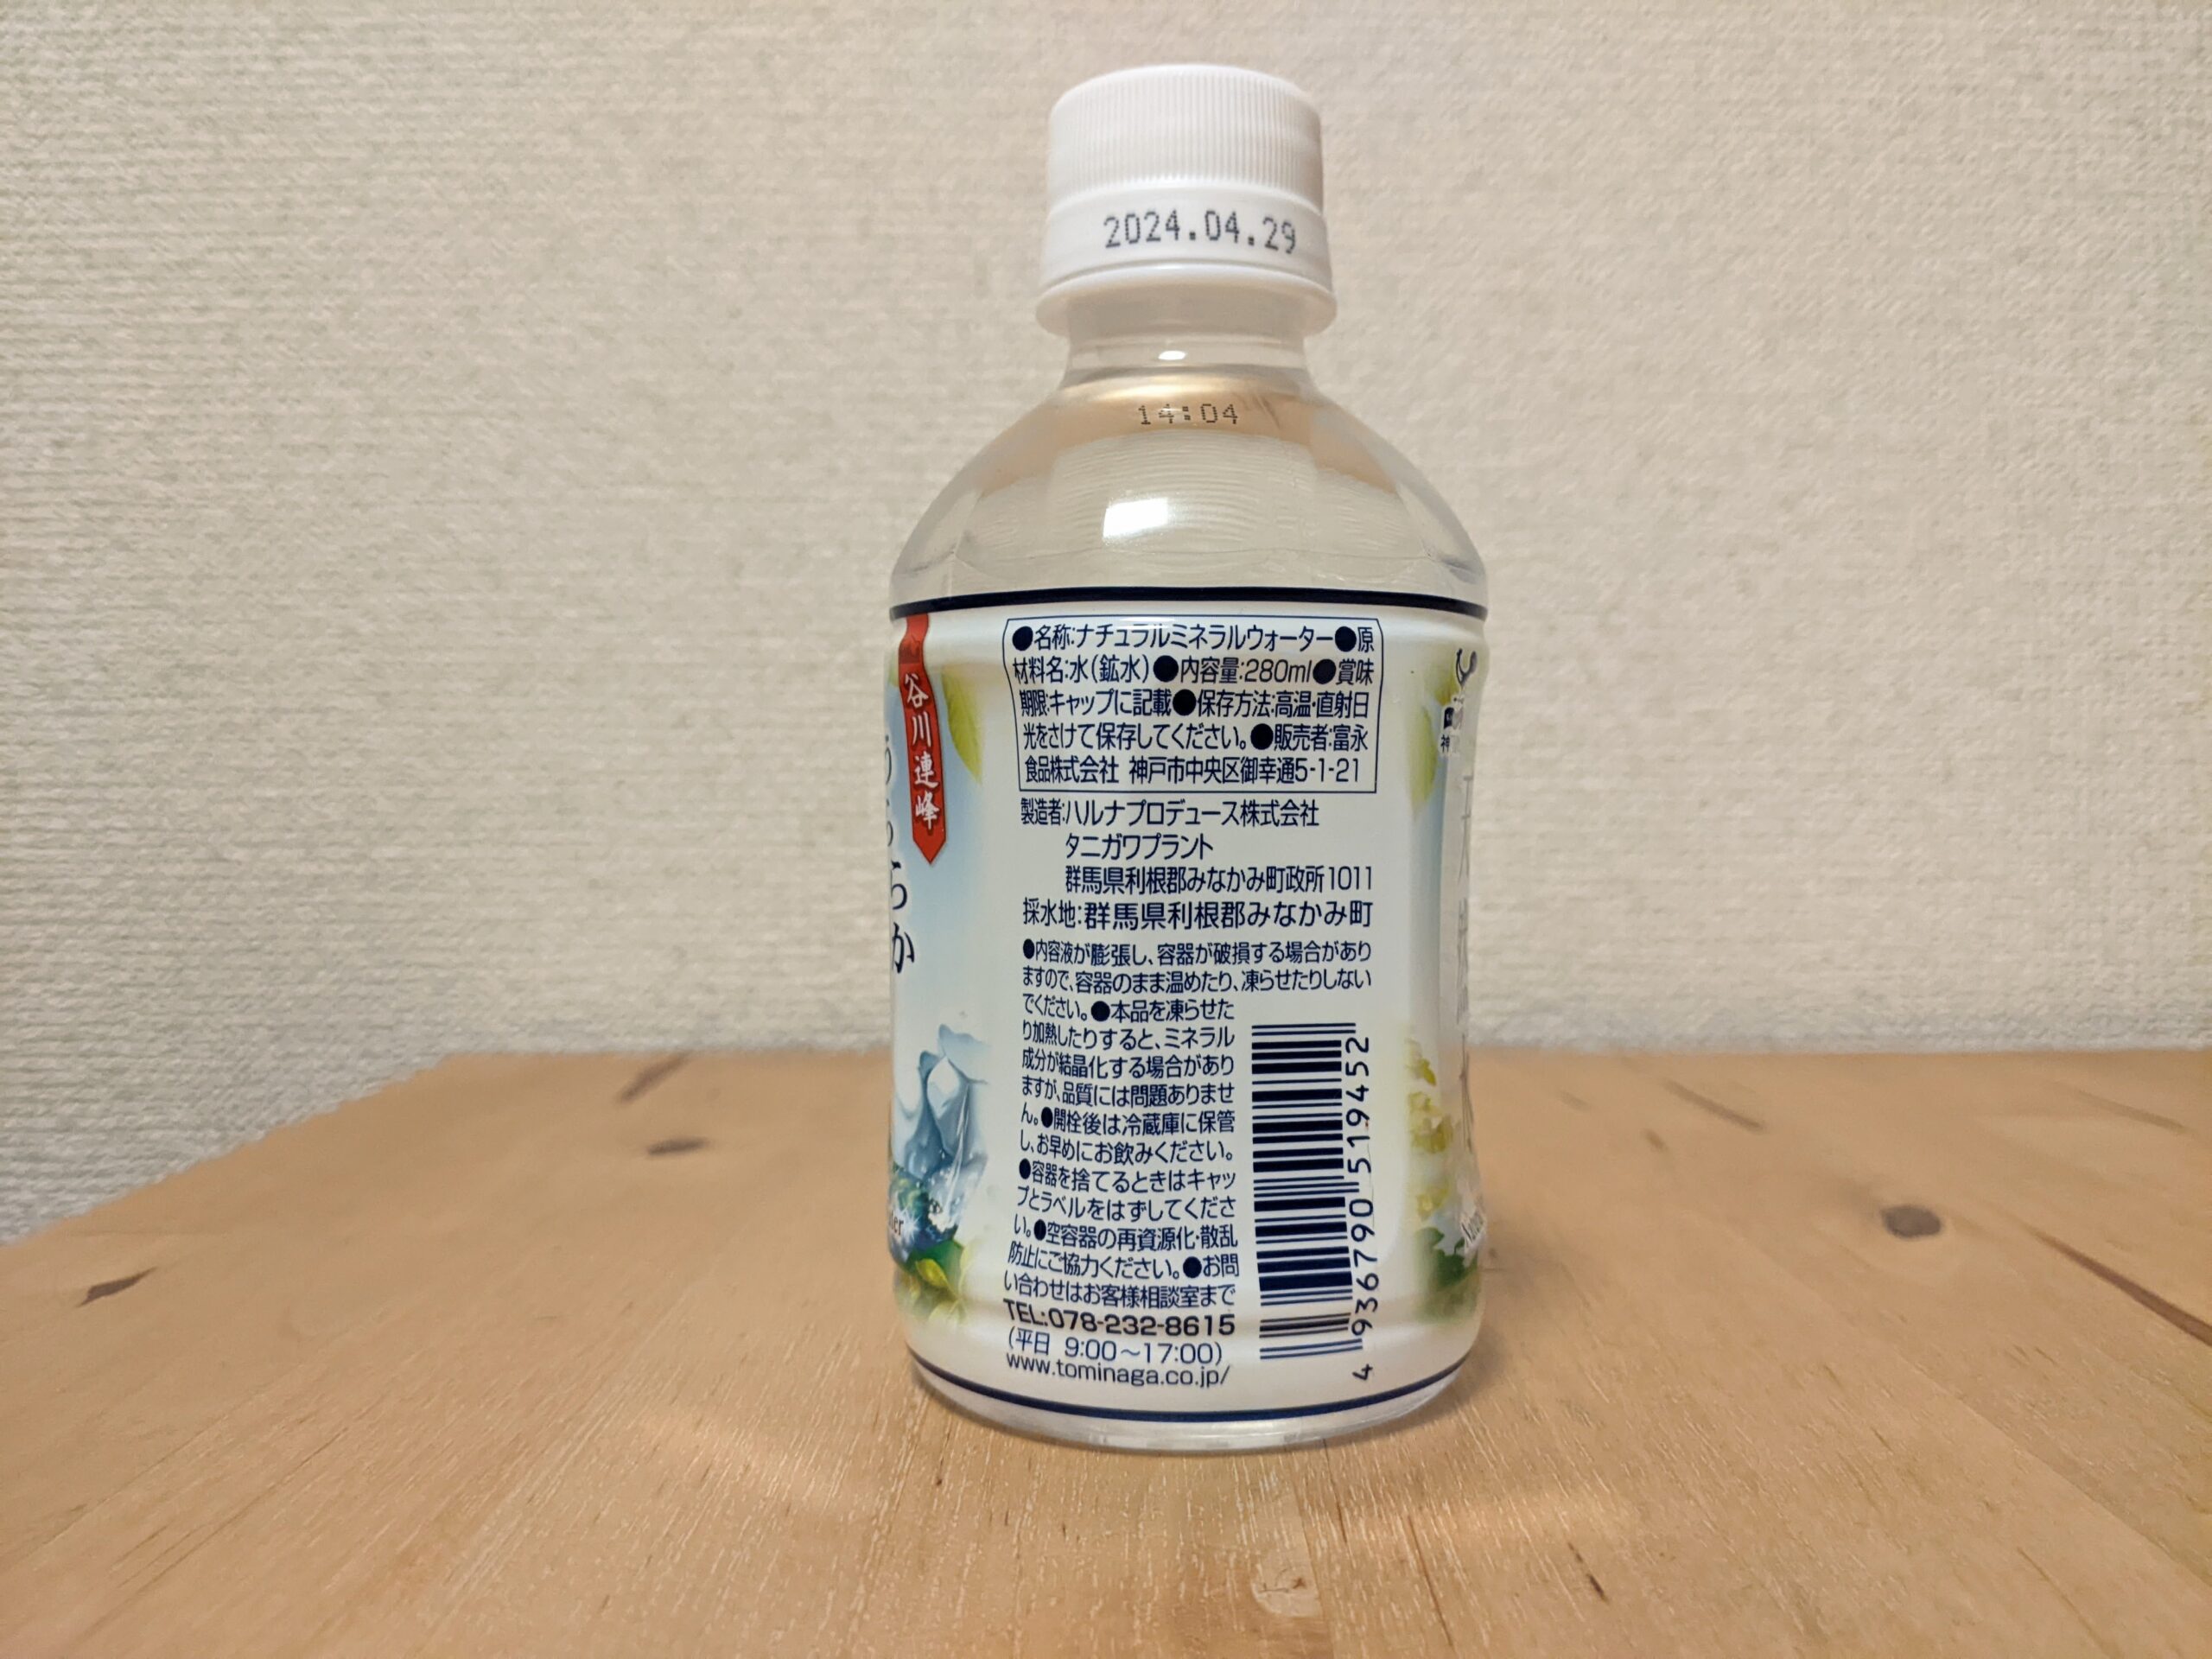 2024.04.29
14:04
谷川連峰
●名称:ナチュラルミネラルウォーター●原
材料名:水(鉱水)●内容量:280ml●賞味
期限:キャップに記載●保存方法:高温・直射日
光をさけて保存してください。●販売者:富永
食品株式会社 神戸市中央区御幸通5-1-21
製造者:ハルナプロデュース株式会社
タニガワプラント
群馬県利根郡みなかみ町政所1011
採水地:群馬県利根郡みなかみ町
●内容液が膨張し、容器が破損する場合があり
ますので、容器のまま温めたり、凍らせたりしない
でください。●本品を凍らせた
り加熱したりすると、ミネラル
成分が結晶化する場合があり
ますが、品質には問題ありませ
ん。●開栓後は冷蔵庫に保管
し、お早めにお飲みください。
●容器を捨てるときはキャッ
プとラベルをはずしてくださ
い。●空容器の再資源化・散乱
防止にご協力ください。●お問
い合わせはお客様相談室まで
TEL:078-232-8615
(平日 9:00～17:00)
www.tominaga.co.jp/
4 936790 519452